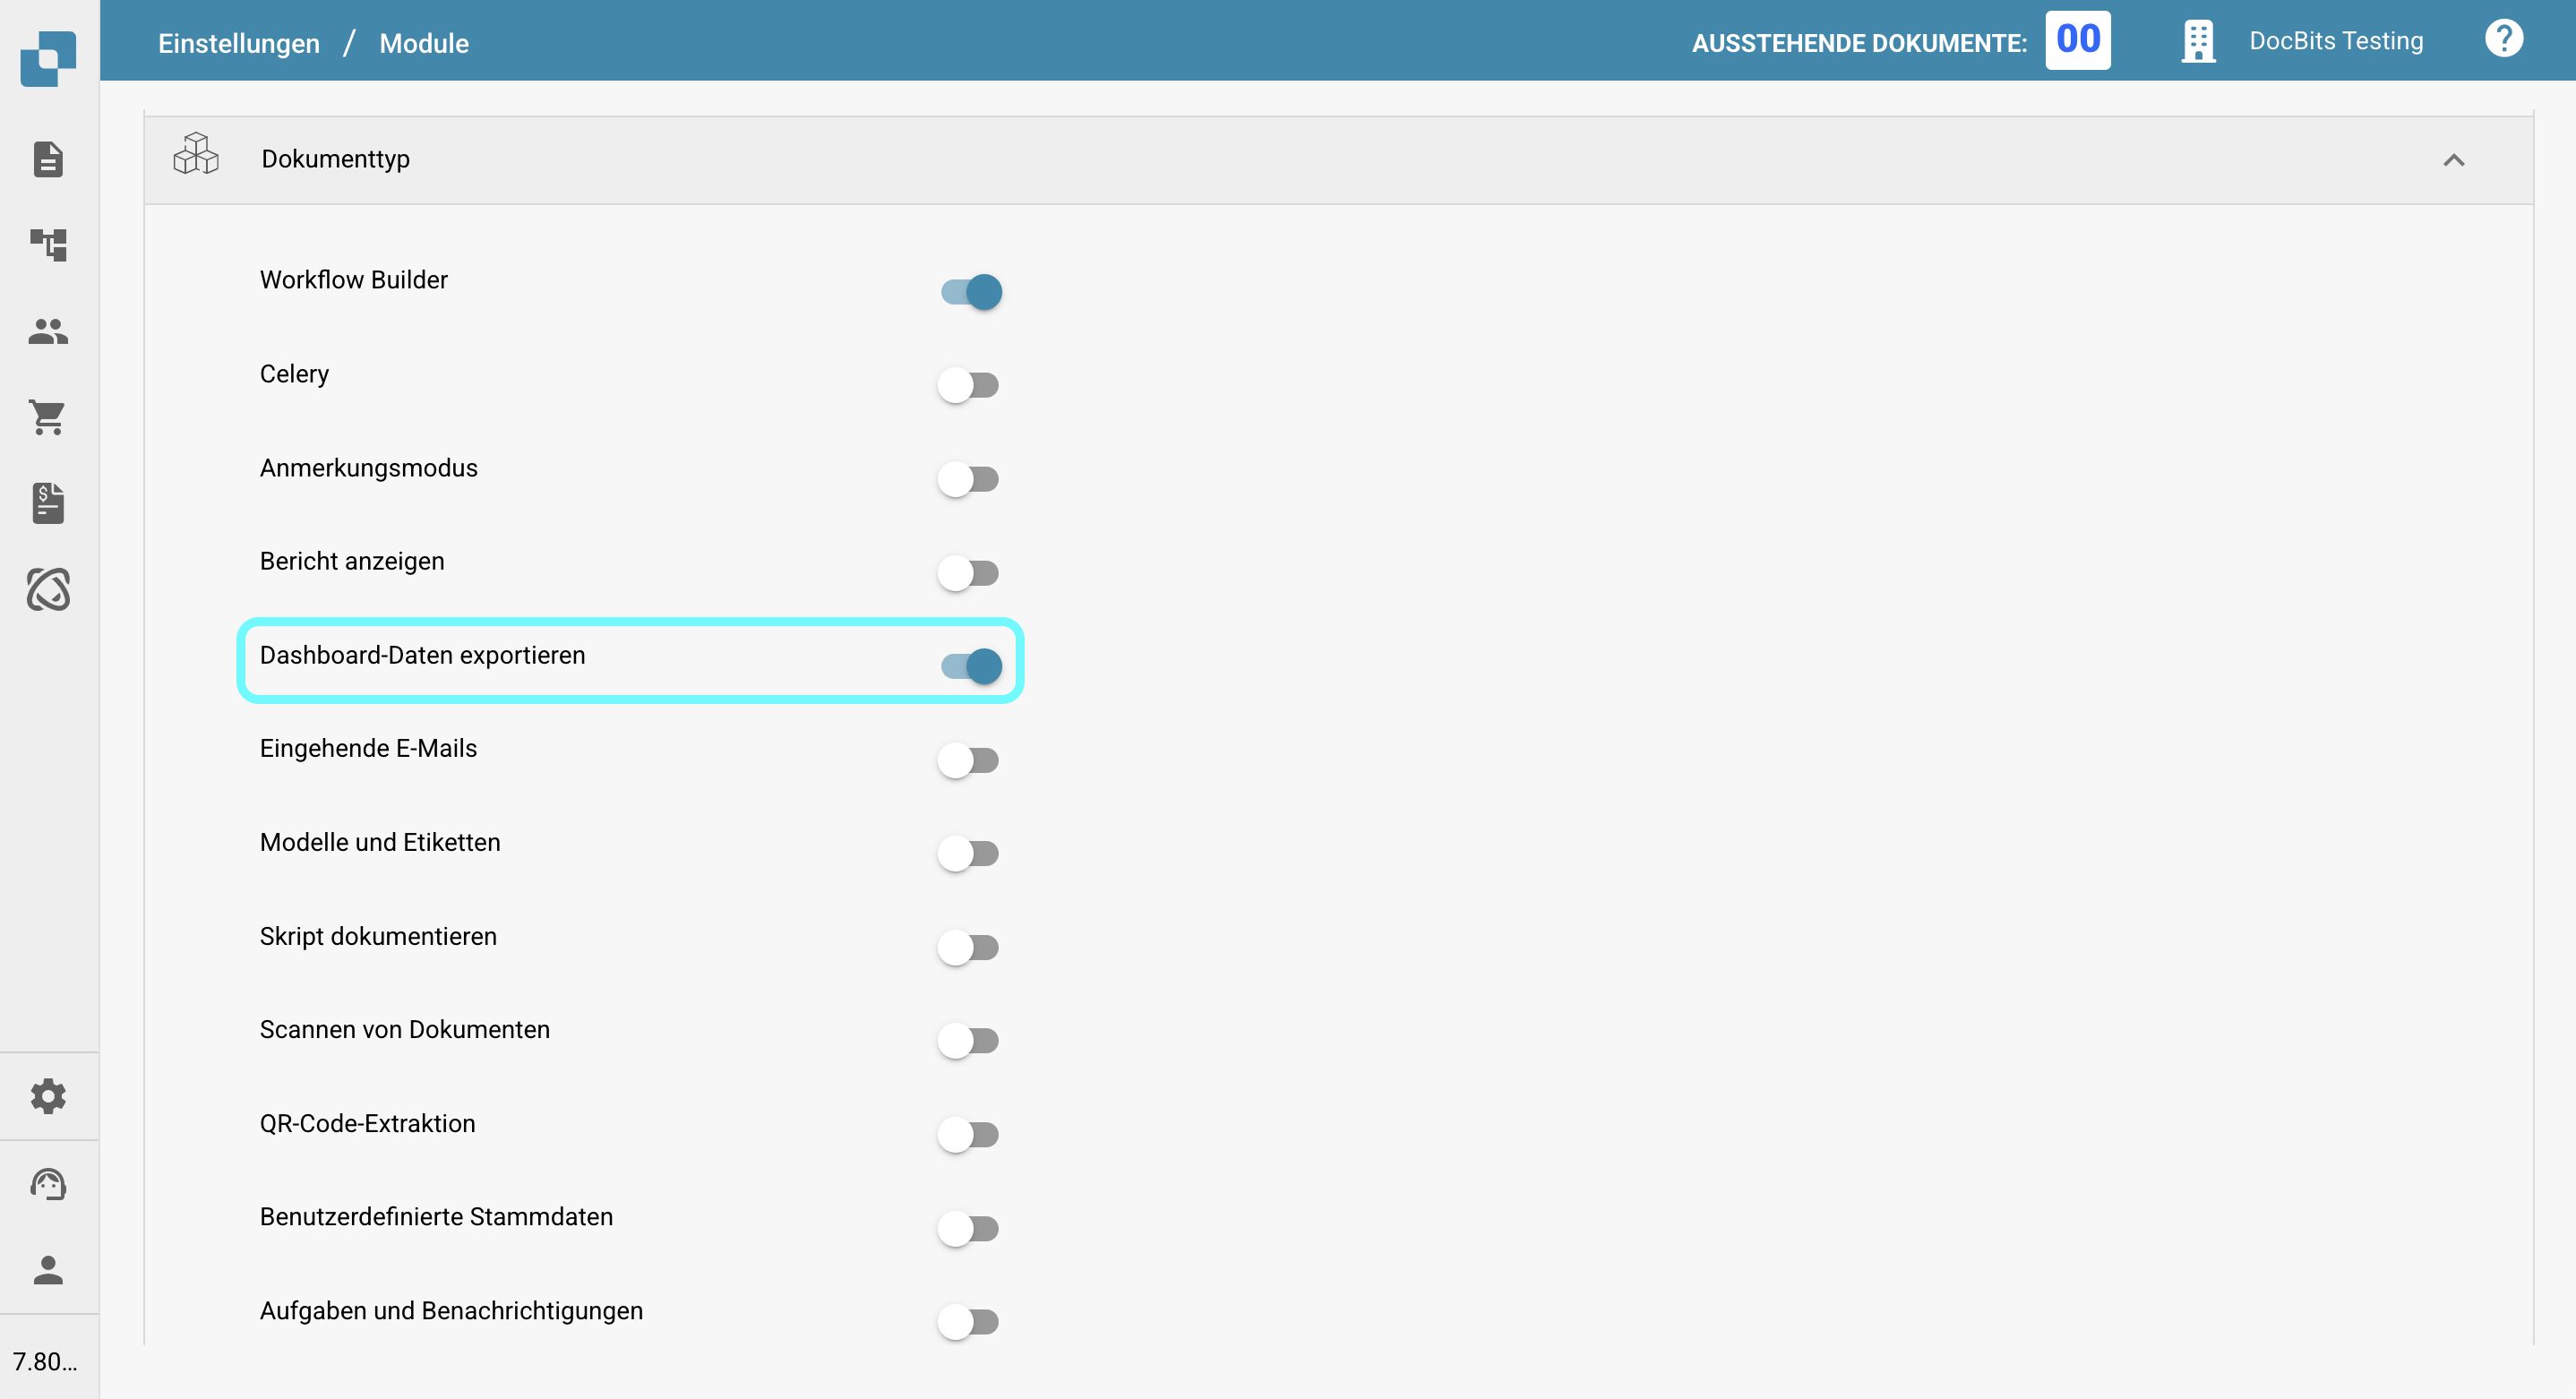 Einstellungen / Module
AUSSTEHENDE DOKUMENTE: 00
DocBits Testing
?
Dokumenttyp
Workflow Builder
Celery
Anmerkungsmodus
Bericht anzeigen
Dashboard-Daten exportieren
Eingehende E-Mails
Modelle und Etiketten
Skript dokumentieren
Scannen von Dokumenten
QR-Code-Extraktion
Benutzerdefinierte Stammdaten
Aufgaben und Benachrichtigungen
7.80...